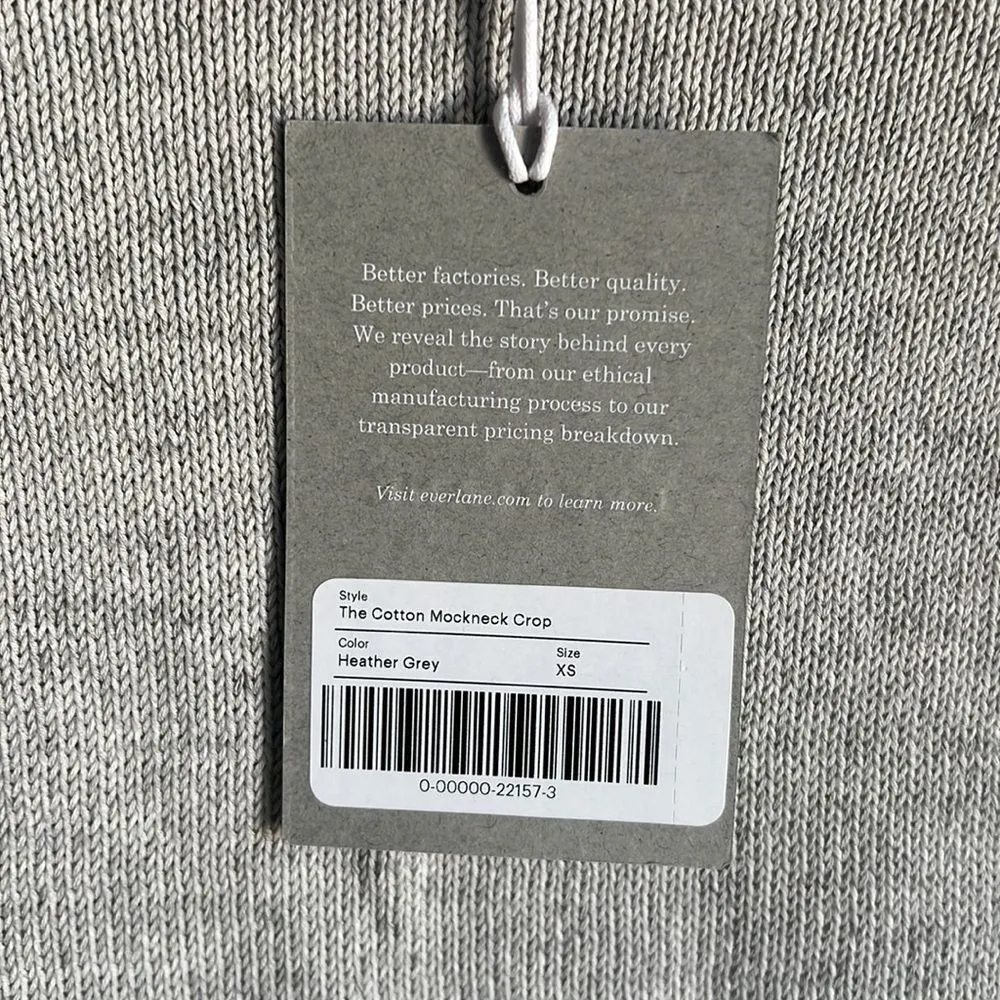 Better factories. Better quality.
Better prices. That's our promise.
We reveal the story behind every
product—from our ethical
manufacturing process to our
transparent pricing breakdown.
Visit everlane.com to learn more.
Style
The Cotton Mockneck Crop
Color
Heather Grey
Size
XS
0-00000-22157-3